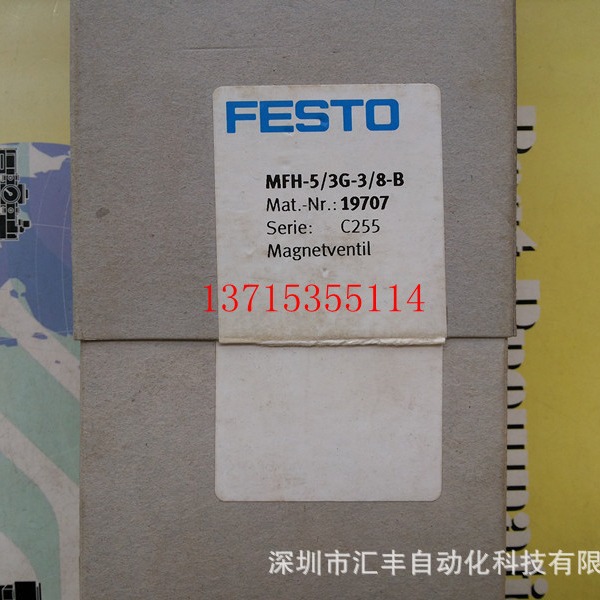 FESTO
MFH-5/3G-3/8-B
Mat.-Nr.: 19707
Serie: C255
Magnetventil
13715355114
深圳市汇丰自动化科技有限